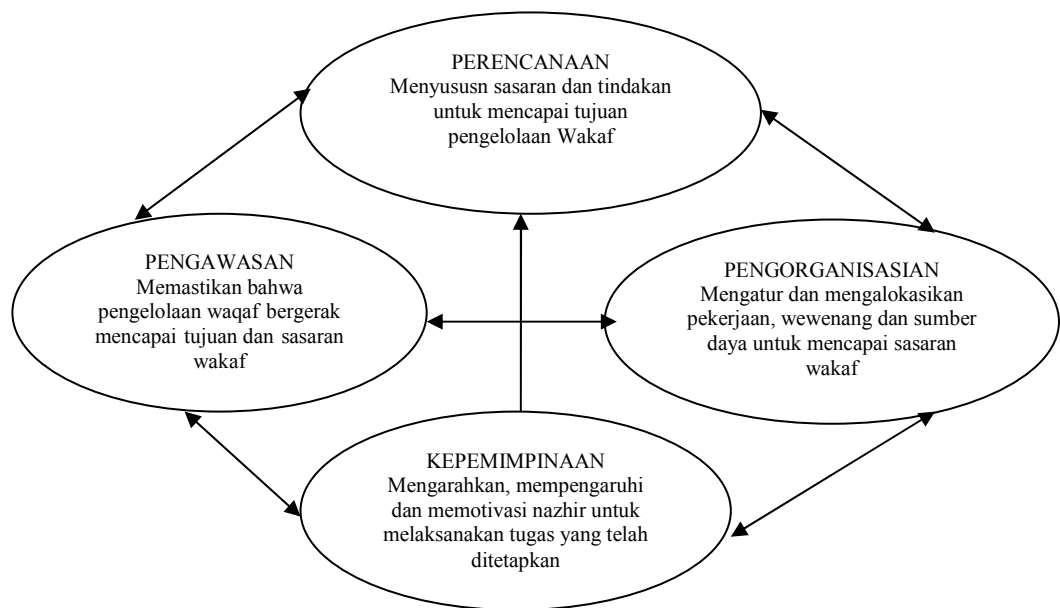 PERENCANAAN
Menyususn sasaran dan tindakan
untuk mencapai tujuan
pengelolaan Wakaf
PENGAWASAN
Memastikan bahwa
pengelolaan waqaf bergerak
mencapai tujuan dan sasaran
wakaf
PENGORGANISASIAN
Mengatur dan mengalokasikan
pekerjaan, wewenang dan sumber
daya untuk mencapai sasaran
wakaf
KEPEMIMPINAAN
Mengarahkan, mempengaruhi
dan memotivasi nazhir untuk
melaksanakan tugas yang telah
ditetapkan